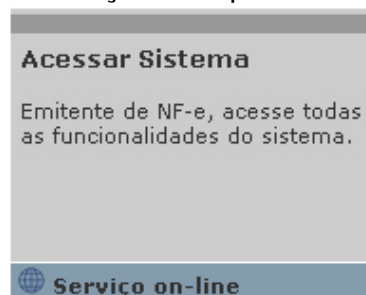 Acessar Sistema
Emitente de NF-e, acesse todas
as funcionalidades do sistema.
Serviço on-line